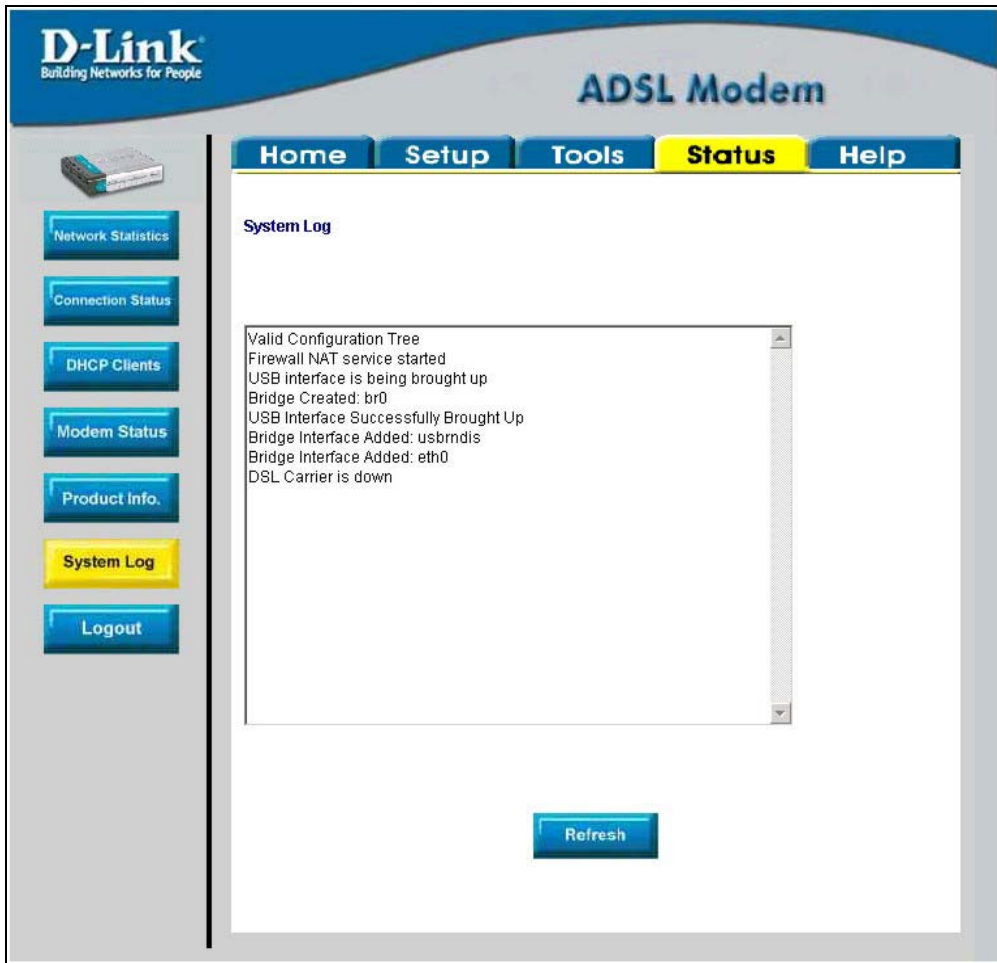 D-Link
Building Networks for People
ADSL Modem
Home
Setup
Tools
Status
Help
Network Statistics
Connection Status
DHCP Clients
Modem Status
Product Info.
System Log
Logout
System Log
Valid Configuration Tree
Firewall NAT service started
USB interface is being brought up
Bridge Created: br0
USB Interface Successfully Brought Up
Bridge Interface Added: usbrndis
Bridge Interface Added: eth0
DSL Carrier is down
Refresh